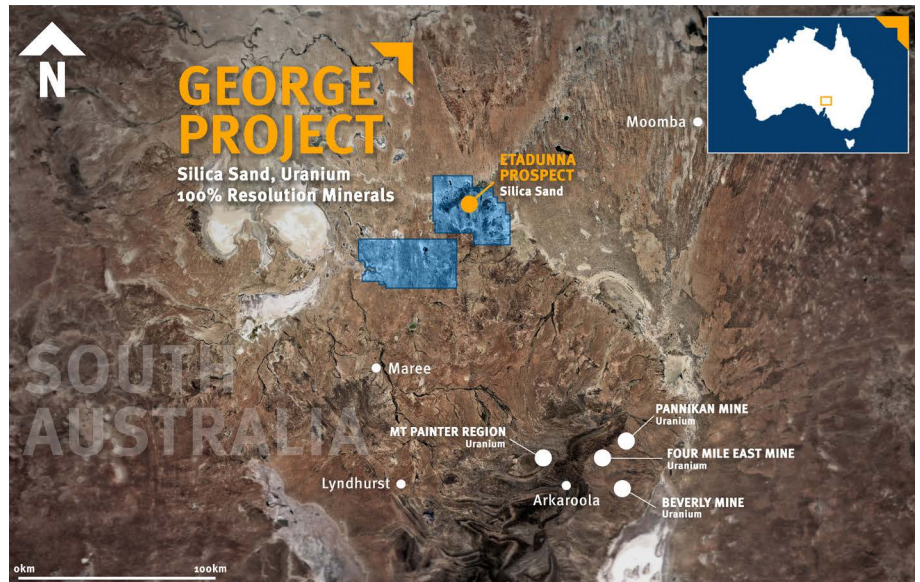 N
GEORGE
PROJECT
Silica Sand, Uranium
100% Resolution Minerals
Moomba
ETADUNNA
PROSPECT
Silica Sand
SOUTH
AUSTRALIA
Maree
PANNIKAN MINE
Uranium
MT PAINTER REGION
Uranium
FOUR MILE EAST MINE
Uranium
Lyndhurst
Arkaroola
BEVERLY MINE
Uranium
0km
100km